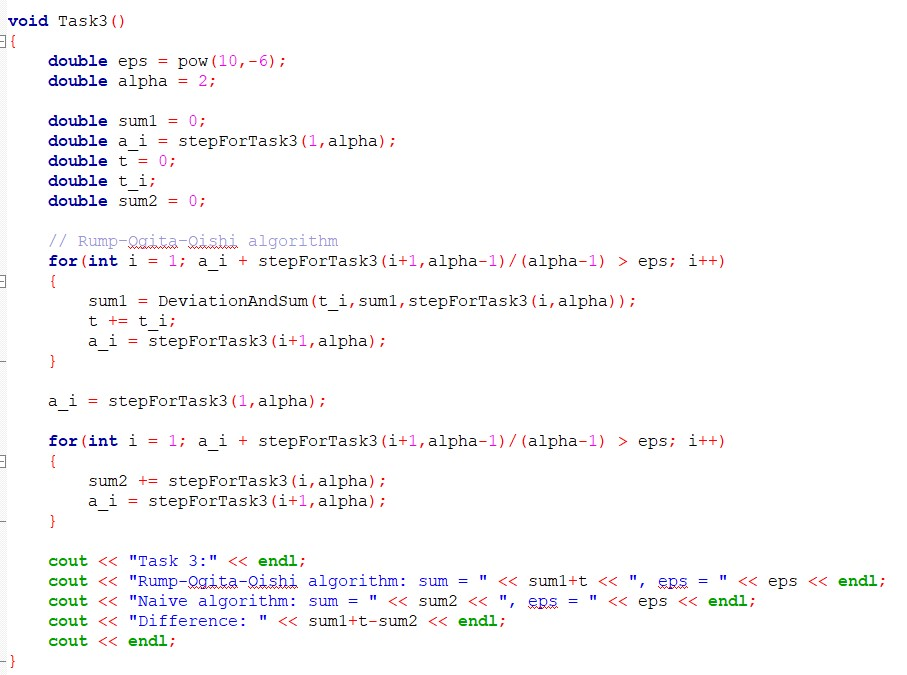 void Task3()
{
    double eps = pow(10,-6);
    double alpha = 2;

    double sum1 = 0;
    double a_i = stepForTask3(1,alpha);
    double t = 0;
    double t_i;
    double sum2 = 0;

    // Rump-Ogita-Oishi algorithm
    for(int i = 1; a_i + stepForTask3(i+1,alpha-1)/(alpha-1) > eps; i++)
    {
        sum1 = DeviationAndSum(t_i,sum1,stepForTask3(i,alpha));
        t += t_i;
        a_i = stepForTask3(i+1,alpha);
    }

    a_i = stepForTask3(1,alpha);

    for(int i = 1; a_i + stepForTask3(i+1,alpha-1)/(alpha-1) > eps; i++)
    {
        sum2 += stepForTask3(i,alpha);
        a_i = stepForTask3(i+1,alpha);
    }

    cout << "Task 3:" << endl;
    cout << "Rump-Ogita-Oishi algorithm: sum = " << sum1+t << ", eps = " << eps << endl;
    cout << "Naive algorithm: sum = " << sum2 << ", eps = " << eps << endl;
    cout << "Difference: " << sum1+t-sum2 << endl;
    cout << endl;
}